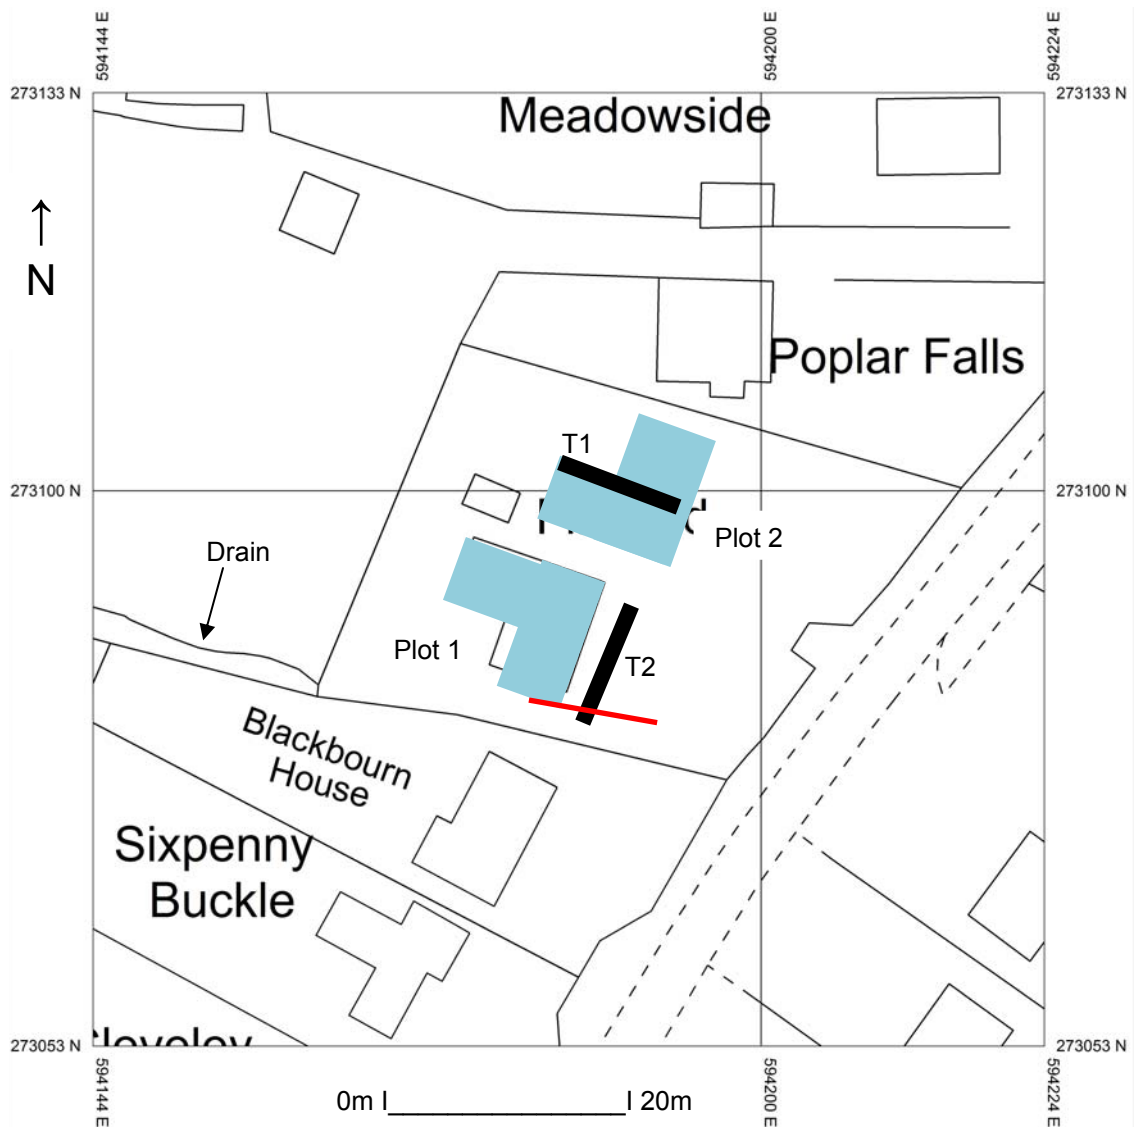 594144 E
594200 E
594224 E
273133 N
273133 N
Meadowside
↑
N
Poplar Falls
T1
273100 N
273100 N
Plot 2
Drain
Plot 1
T2
Blackbourn
House
Sixpenny
Buckle
273053 N
273053 N
594144 E
594200 E
594224 E
0m I_________________I 20m